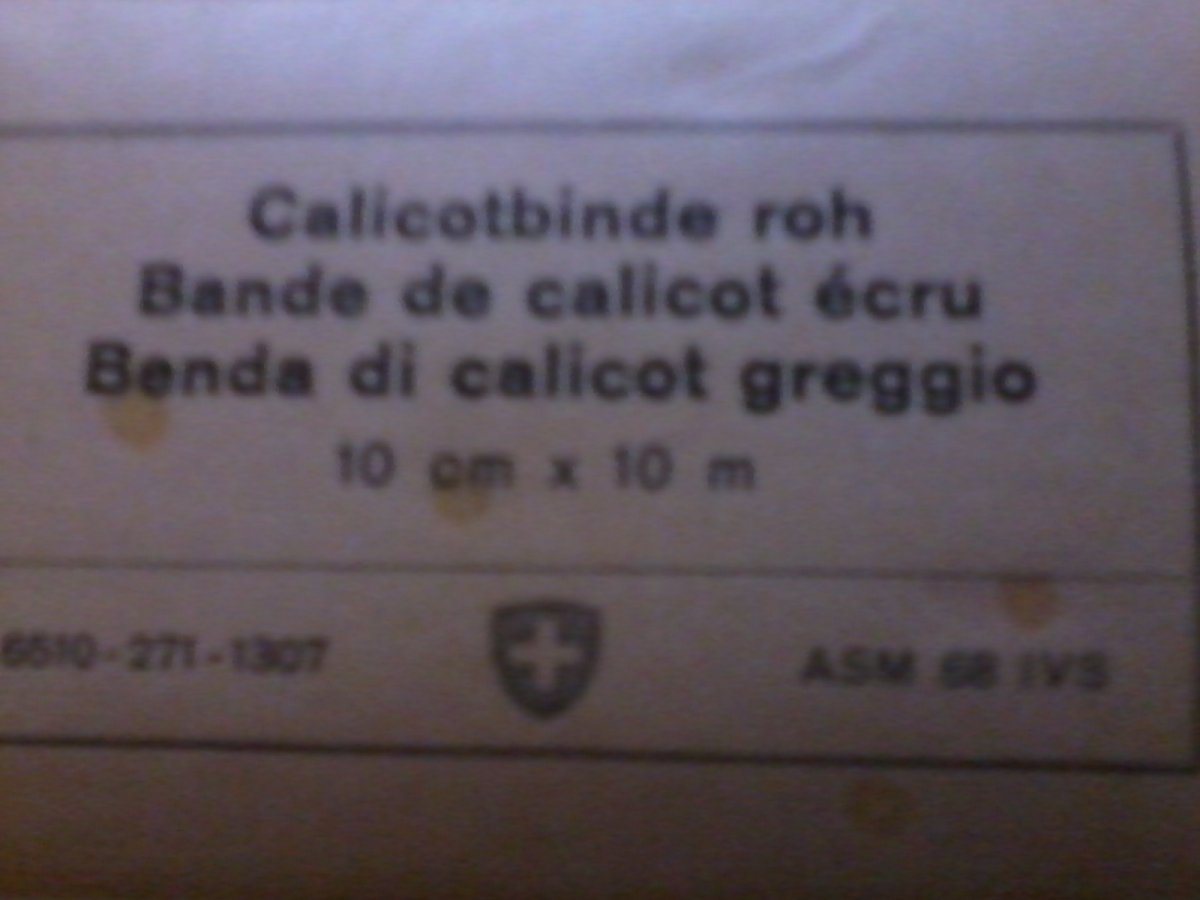 Calicotbinde roh
Bande de calicot écru
Benda di calicot greggio
10 cm x 10 m
6510-271-1307
ASM 68 IVS